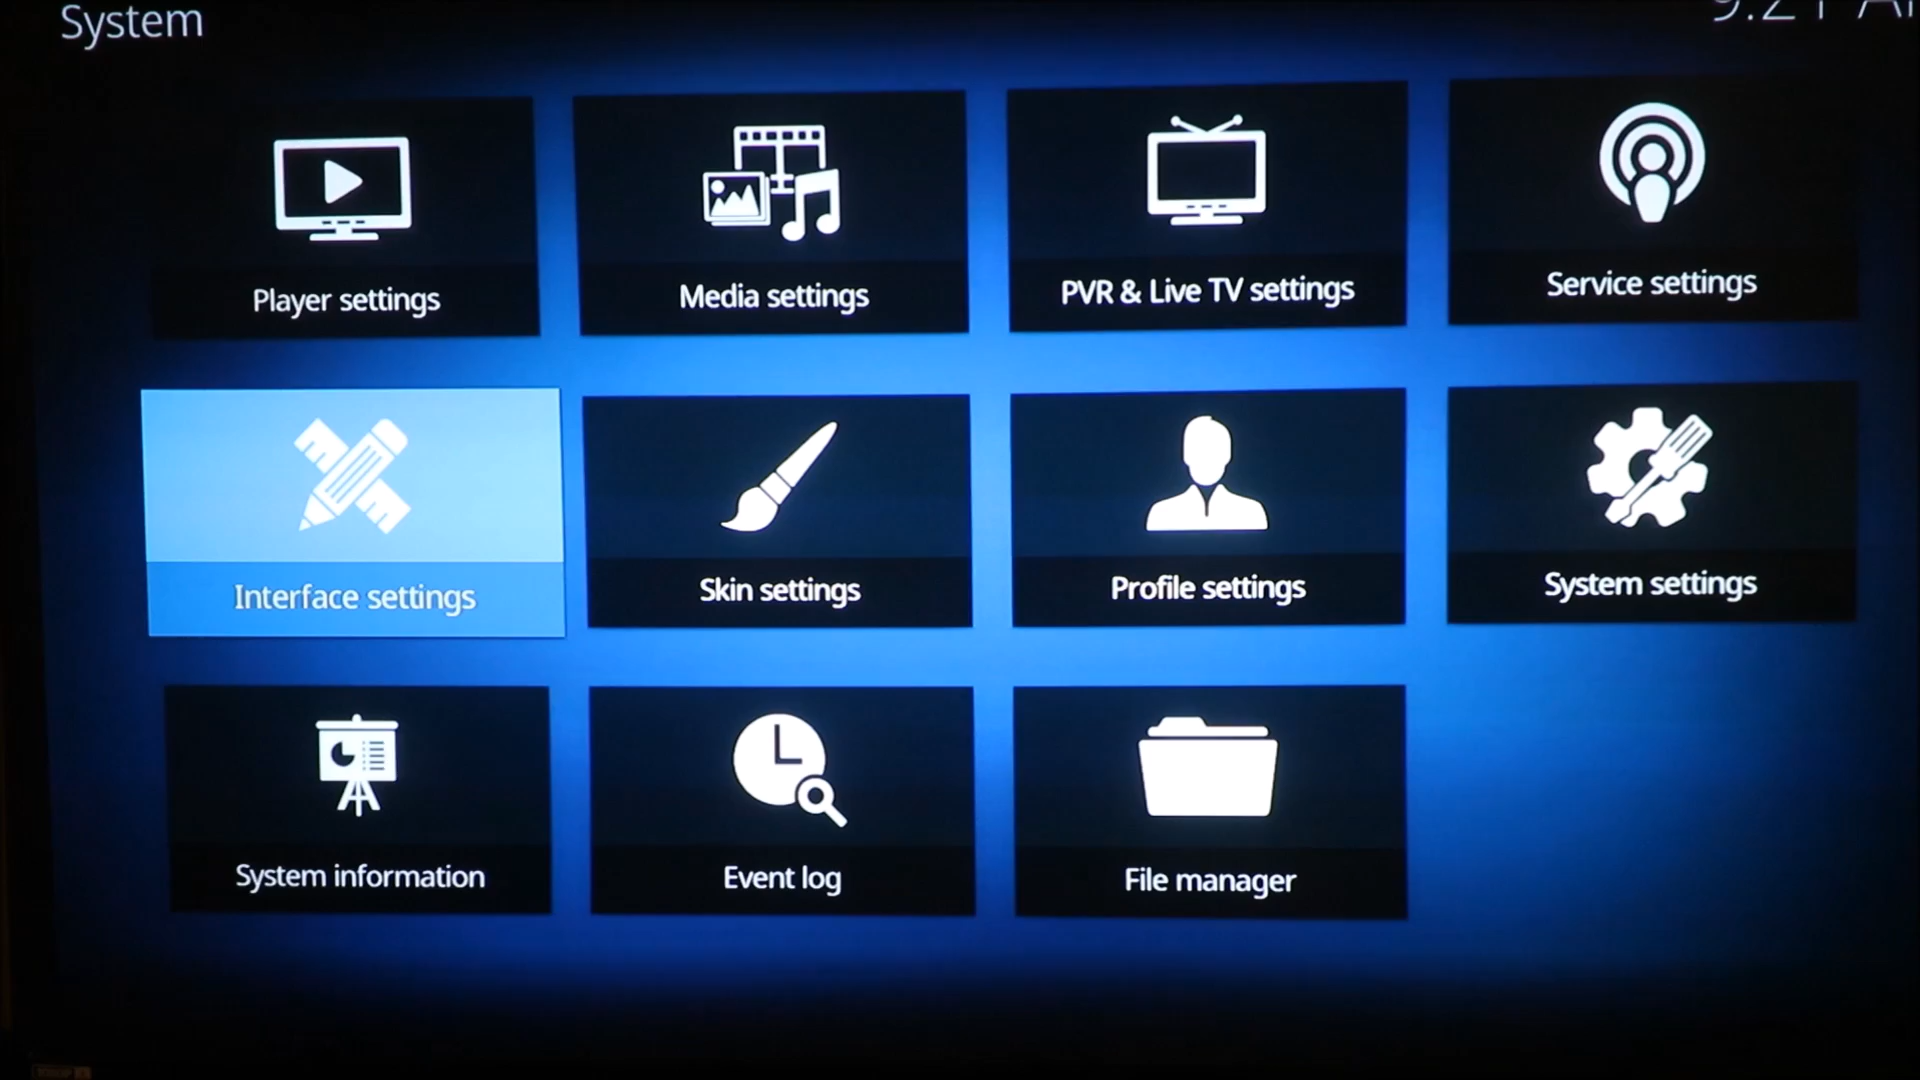 System
Player settings
Media settings
PVR & Live TV settings
Service settings
Interface settings
Skin settings
Profile settings
System settings
System information
Event log
File manager